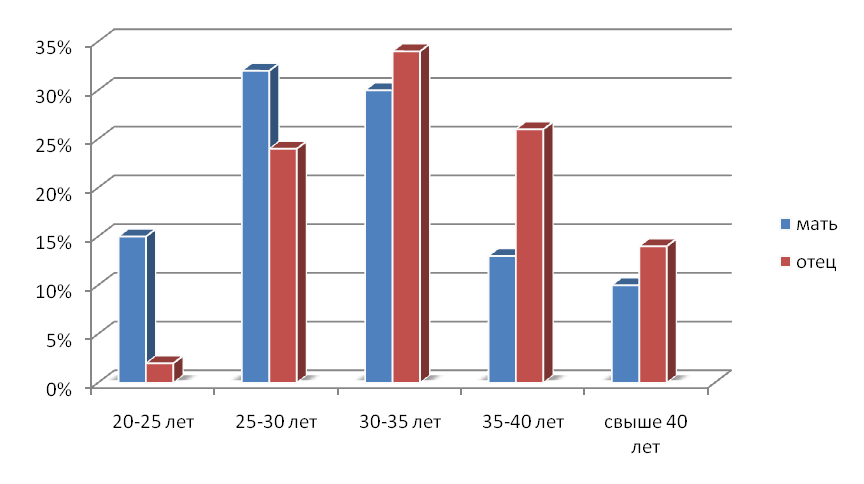 35%
30%
25%
20%
15%
10%
5%
0%
20-25 лет
25-30 лет
30-35 лет
35-40 лет
свыше 40
лет
мать
отец